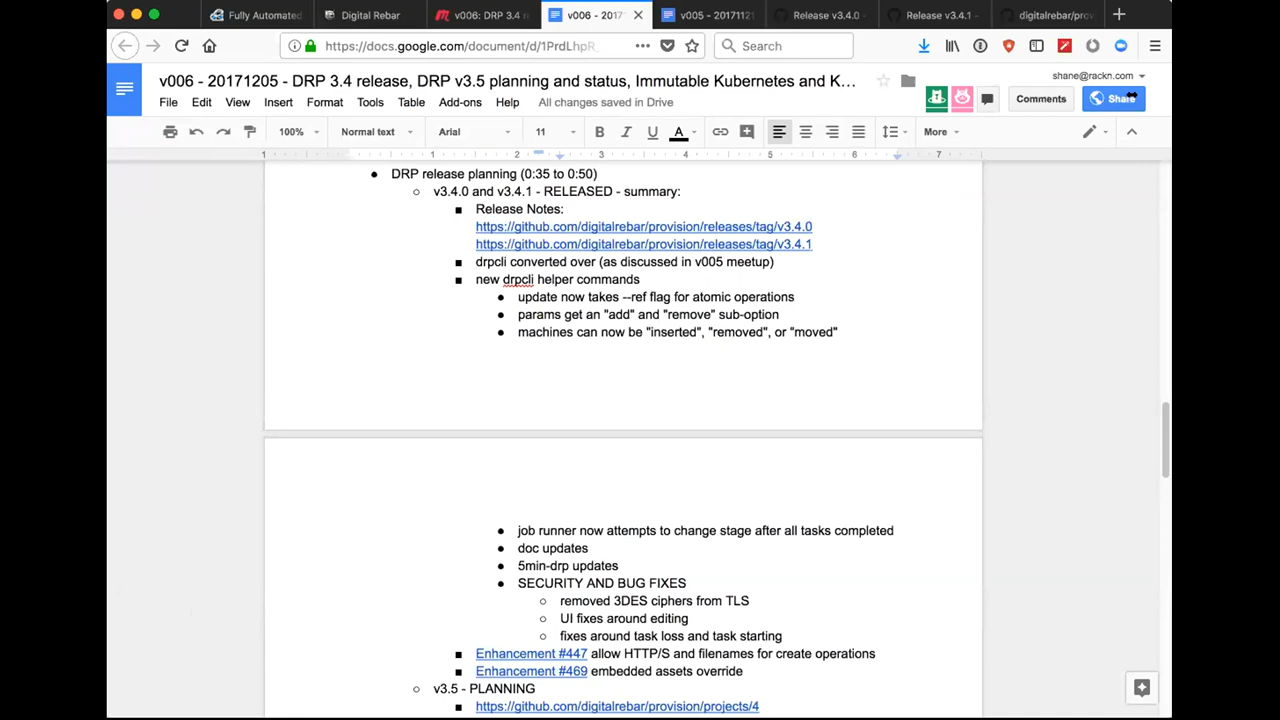 Fully Automated
Digital Rebar
v006: DRP 3.4 r
v006 - 2017
v005 - 20171121
Release v3.4.0 -
Release v3.4.1 -
digitalrebar/prov
https://docs.google.com/document/d/1PrdLhpR
Search
v006 - 20171205 - DRP 3.4 release, DRP v3.5 planning and status, Immutable Kubernetes and K…
shane@rackn.com
File Edit View Insert Format Tools Table Add-ons Help All changes saved in Drive
Comments
Share
100% Normal text Arial 11 B I U A More
1 1 2 3 4 5 6 7
● DRP release planning (0:35 to 0:50)
○ v3.4.0 and v3.4.1 - RELEASED - summary:
■ Release Notes:
https://github.com/digitalrebar/provision/releases/tag/v3.4.0
https://github.com/digitalrebar/provision/releases/tag/v3.4.1
■ drpcli converted over (as discussed in v005 meetup)
■ new drpcli helper commands
● update now takes --ref flag for atomic operations
● params get an "add" and "remove" sub-option
● machines can now be "inserted", "removed", or "moved"
● job runner now attempts to change stage after all tasks completed
● doc updates
● 5min-drp updates
● SECURITY AND BUG FIXES
○ removed 3DES ciphers from TLS
○ UI fixes around editing
○ fixes around task loss and task starting
■ Enhancement #447 allow HTTP/S and filenames for create operations
■ Enhancement #469 embedded assets override
○ v3.5 - PLANNING
■ https://github.com/digitalrebar/provision/projects/4